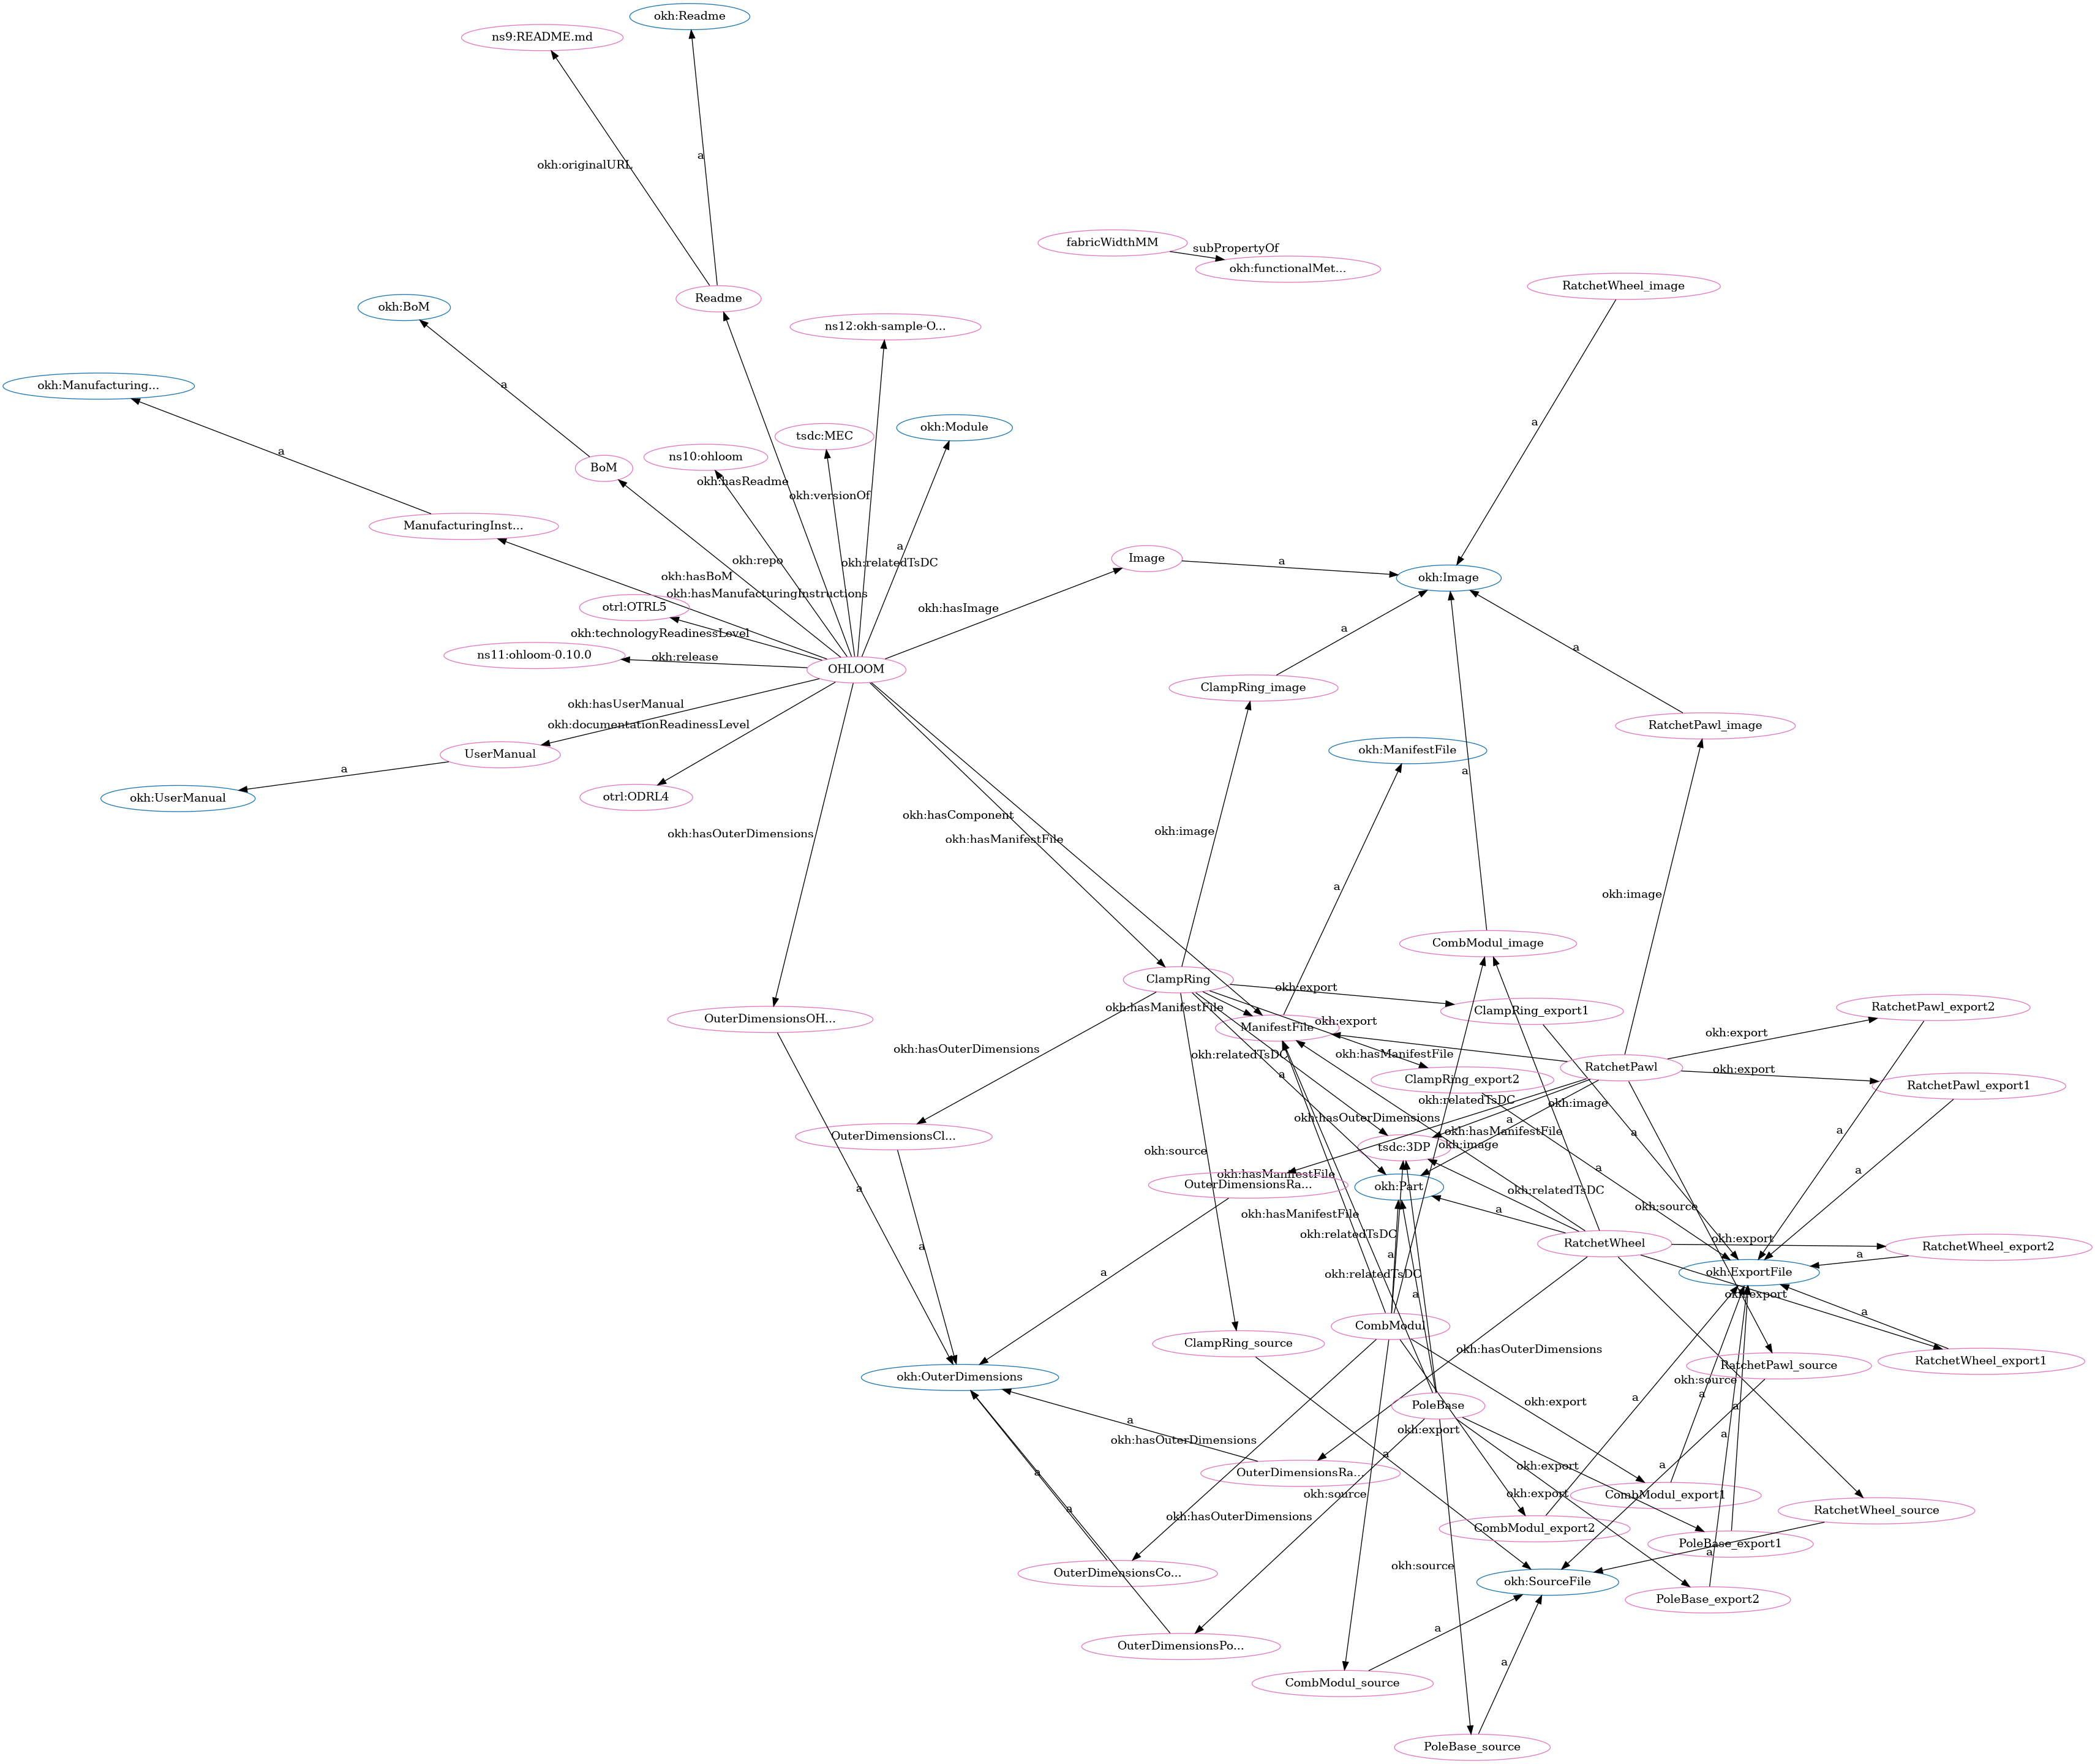 okh:Readme
ns9:README.md
a
okh:originalURL
fabricWidthMM
subPropertyOf
okh:functionalMet...
RatchetWheel_image
Readme
okh:BoM
ns12:okh-sample-O...
okh:Manufacturing...
a
a
okh:Module
tsdc:MEC
a
ns10:ohloom
BoM
okh:hasReadme
okh:versionOf
ManufacturingInst...
a
Image
okh:repo
okh:relatedTsDC
a
okh:hasBoM
okh:Image
okh:hasManufacturingInstructions
otrl:OTRL5
okh:hasImage
a
okh:technologyReadinessLevel
a
ns11:ohloom-0.10.0
okh:release
OHLOOM
ClampRing_image
okh:hasUserManual
okh:documentationReadinessLevel
RatchetPawl_image
okh:ManifestFile
UserManual
a
a
okh:UserManual
otrl:ODRL4
okh:hasComponent
okh:hasOuterDimensions
okh:image
okh:hasManifestFile
a
okh:image
CombModul_image
ClampRing
okh:export
okh:hasManifestFile
RatchetPawl_export2
ClampRing_export1
OuterDimensionsOH...
okh:export
ManifestFile
okh:export
okh:hasOuterDimensions
okh:relatedTsDC
okh:hasManifestFile
RatchetPawl
okh:export
a
ClampRing_export2
RatchetPawl_export1
okh:relatedTsDC
okh:image
okh:hasOuterDimensions
a
okh:hasManifestFile
a
a
OuterDimensionsCl...
okh:source
tsdc:3DP
okh:image
a
a
okh:hasManifestFile
OuterDimensionsRa...
okh:Part
a
okh:relatedTsDC
okh:source
a
okh:hasManifestFile
okh:relatedTsDC
okh:export
a
RatchetWheel
a
RatchetWheel_export2
a
a
okh:relatedTsDC
okh:ExportFile
a
okh:export
a
CombModul
ClampRing_source
okh:hasOuterDimensions
RatchetPawl_source
RatchetWheel_export1
okh:OuterDimensions
okh:source
a
a
okh:export
PoleBase
a
a
okh:export
okh:hasOuterDimensions
a
a
okh:export
a
OuterDimensionsRa...
a
okh:source
okh:export
CombModul_export1
a
okh:hasOuterDimensions
RatchetWheel_source
CombModul_export2
PoleBase_export1
a
okh:source
OuterDimensionsCo...
okh:SourceFile
PoleBase_export2
a
OuterDimensionsPo...
a
CombModul_source
PoleBase_source